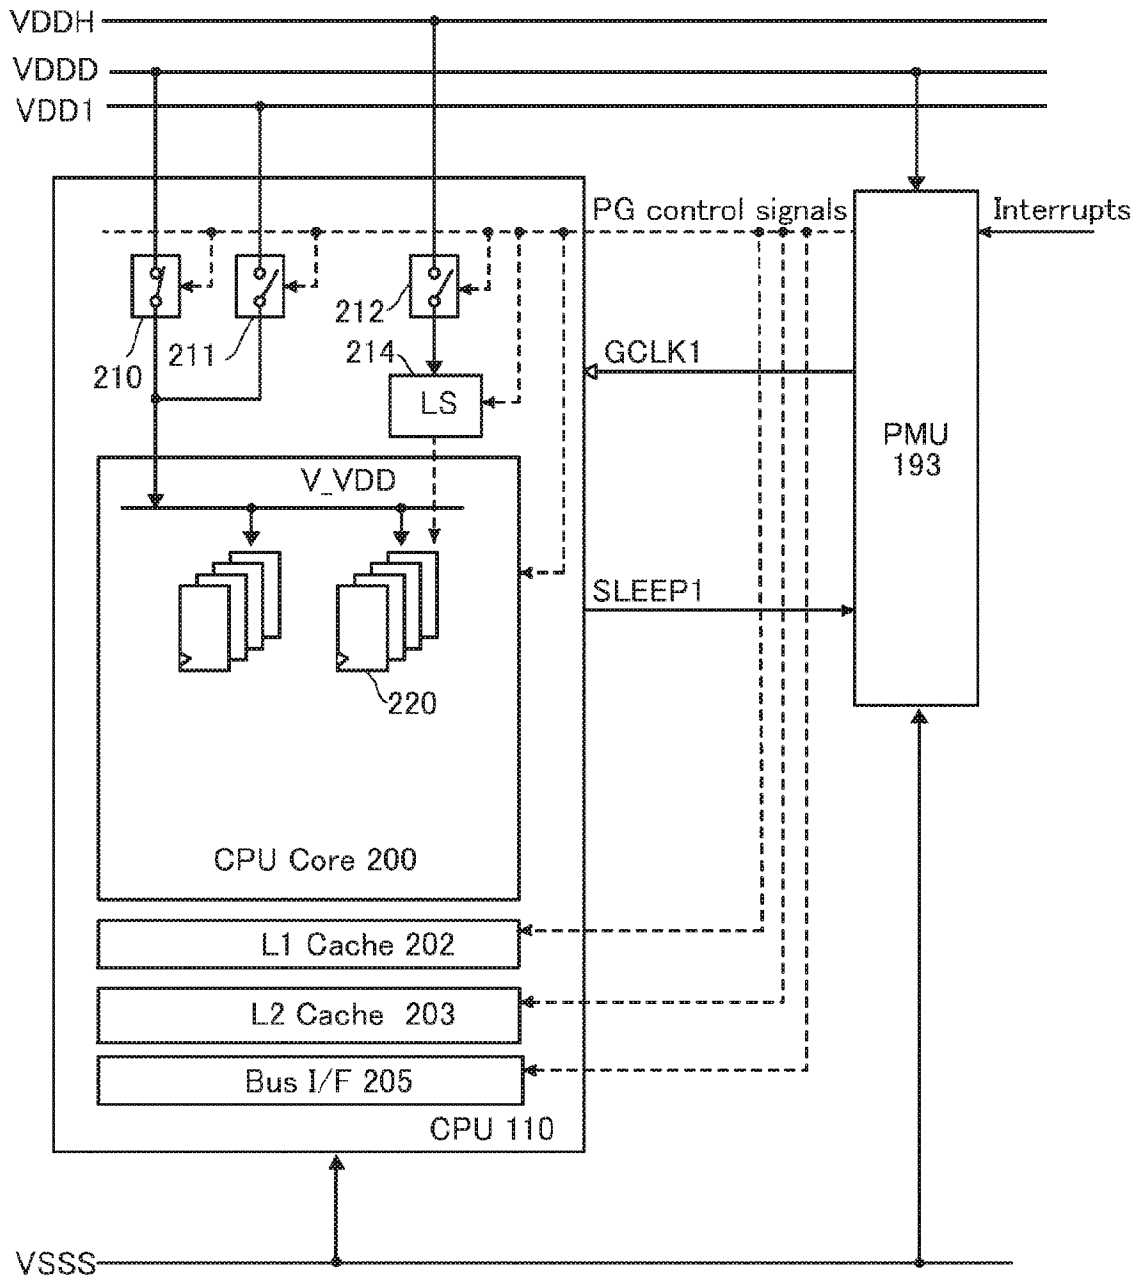 VDDH
VDDD
VDD1
PG control signals
Interrupts
212
211
214
GCLK1
210
LS
PMU
193
V_VDD
SLEEP1
220
CPU Core 200
L1 Cache 202
L2 Cache 203
Bus I/F 205
CPU 110
VSSS